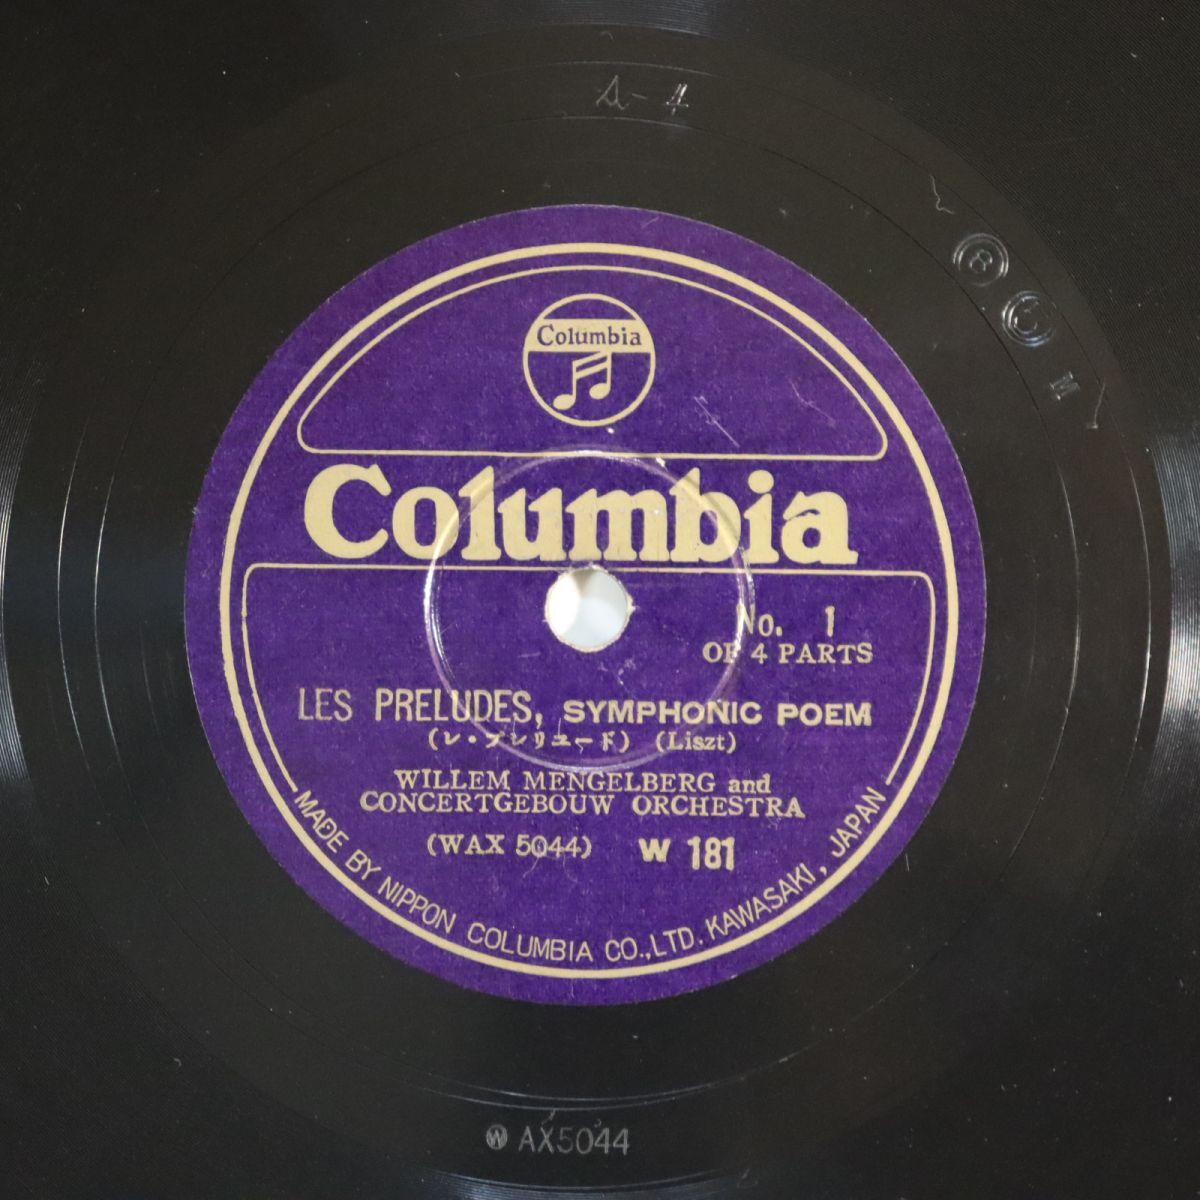 A-4
8
C
M
Columbia
Columbia
No. 1
OF 4 PARTS
LES PRELUDES, SYMPHONIC POEM
(レ・プレリュード) (Liszt)
WILLEM MENGELBERG and
CONCERTGEBOUW ORCHESTRA
(WAX 5044) W 181
MADE BY NIPPON COLUMBIA CO.,LTD. KAWASAKI, JAPAN
Ⓦ AX5044